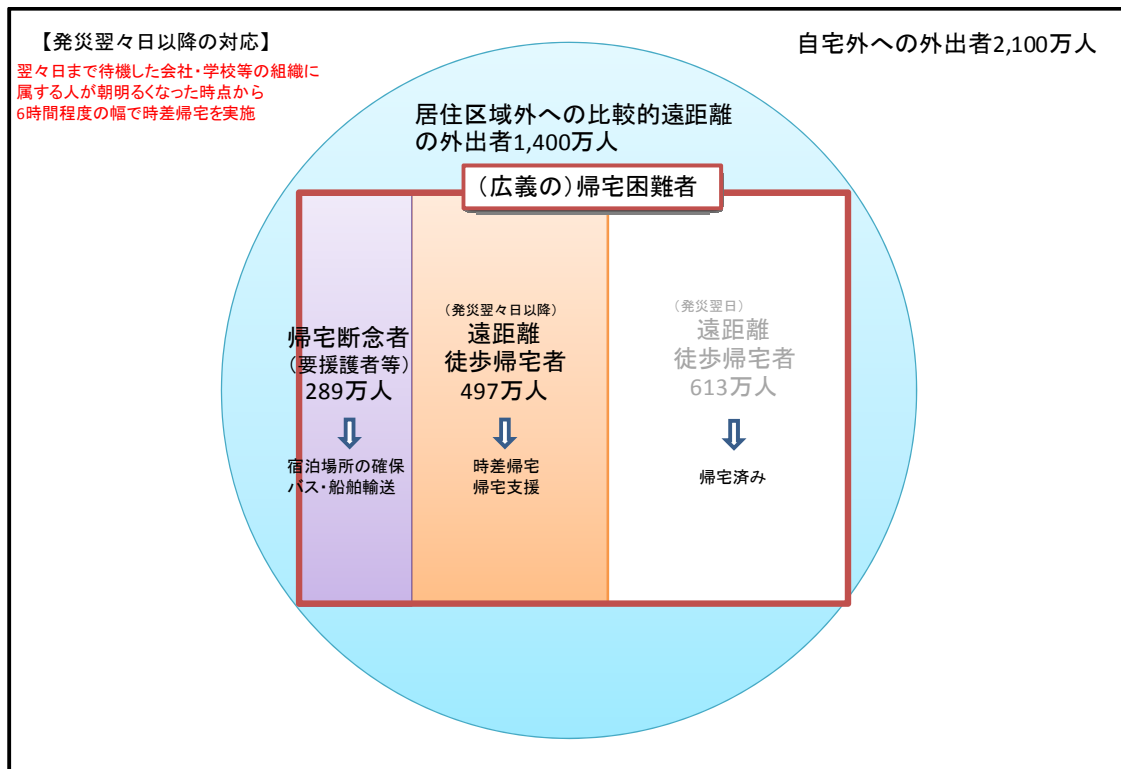 【発災翌々日以降の対応】
翌々日まで待機した会社・学校等の組織に
属する人が朝明るくなった時点から
6時間程度の幅で時差帰宅を実施
自宅外への外出者2,100万人
居住区域外への比較的遠距離
の外出者1,400万人
（広義の）帰宅困難者
帰宅断念者
（要援護者等）
289万人
宿泊場所の確保
バス・船舶輸送
（発災翌々日以降）
遠距離
徒歩帰宅者
497万人
時差帰宅
帰宅支援
（発災翌日）
遠距離
徒歩帰宅者
613万人
帰宅済み